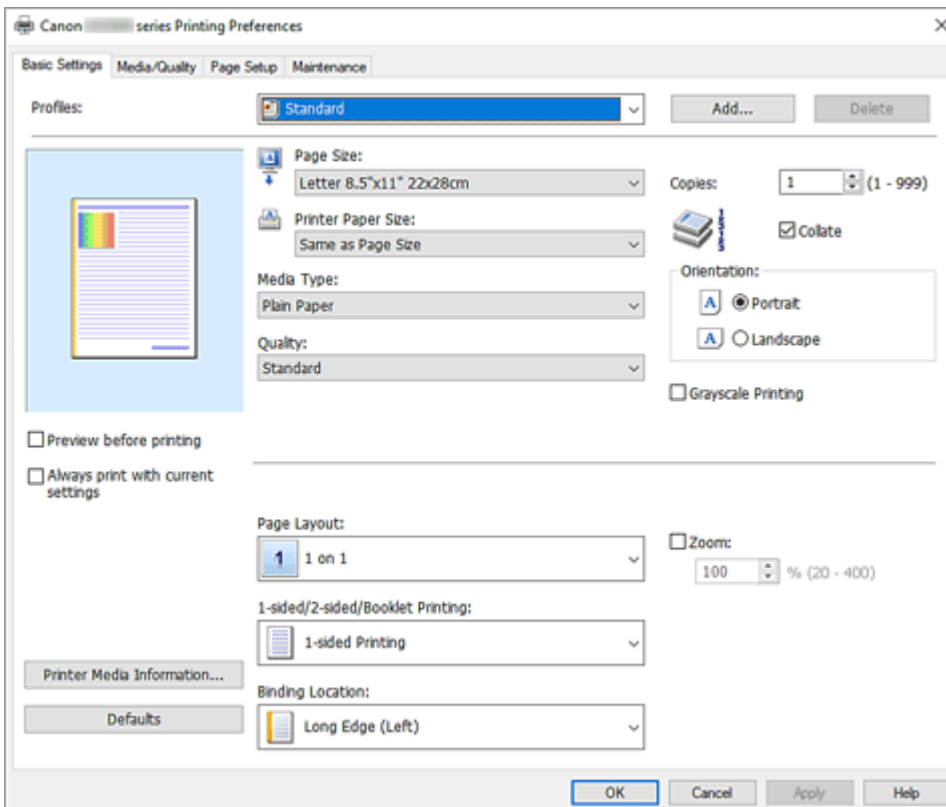 Canon series Printing Preferences
Basic Settings Media/Quality Page Setup Maintenance
Profiles: Standard Add... Delete
Page Size:
Letter 8.5"x11" 22x28cm
Copies: 1 (1 - 999)
Printer Paper Size:
Same as Page Size
Collate
Media Type:
Plain Paper
Orientation:
A Portrait
A Landscape
Quality:
Standard
Grayscale Printing
Preview before printing
Always print with current
settings
Page Layout:
1 1 on 1
Zoom:
100 % (20 - 400)
1-sided/2-sided/Booklet Printing:
1-sided Printing
Printer Media Information...
Defaults
Binding Location:
Long Edge (Left)
OK Cancel Apply Help